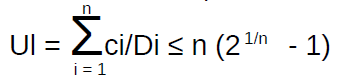 n
Ul = ∑ci/Di ≤ n (2^1/n - 1)
i = 1